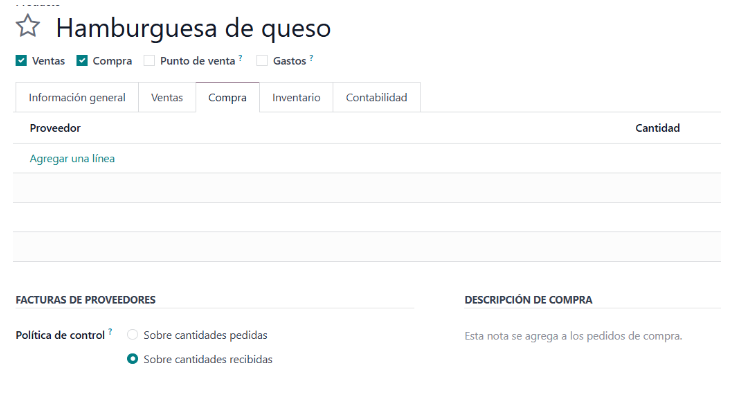 Hamburguesa de queso
Ventas Compra Punto de venta ? Gastos ?
Información general Ventas Compra Inventario Contabilidad
Proveedor Cantidad
Agregar una línea
FACTURAS DE PROVEEDORES DESCRIPCIÓN DE COMPRA
Política de control ? Sobre cantidades pedidas Esta nota se agrega a los pedidos de compra.
Sobre cantidades recibidas